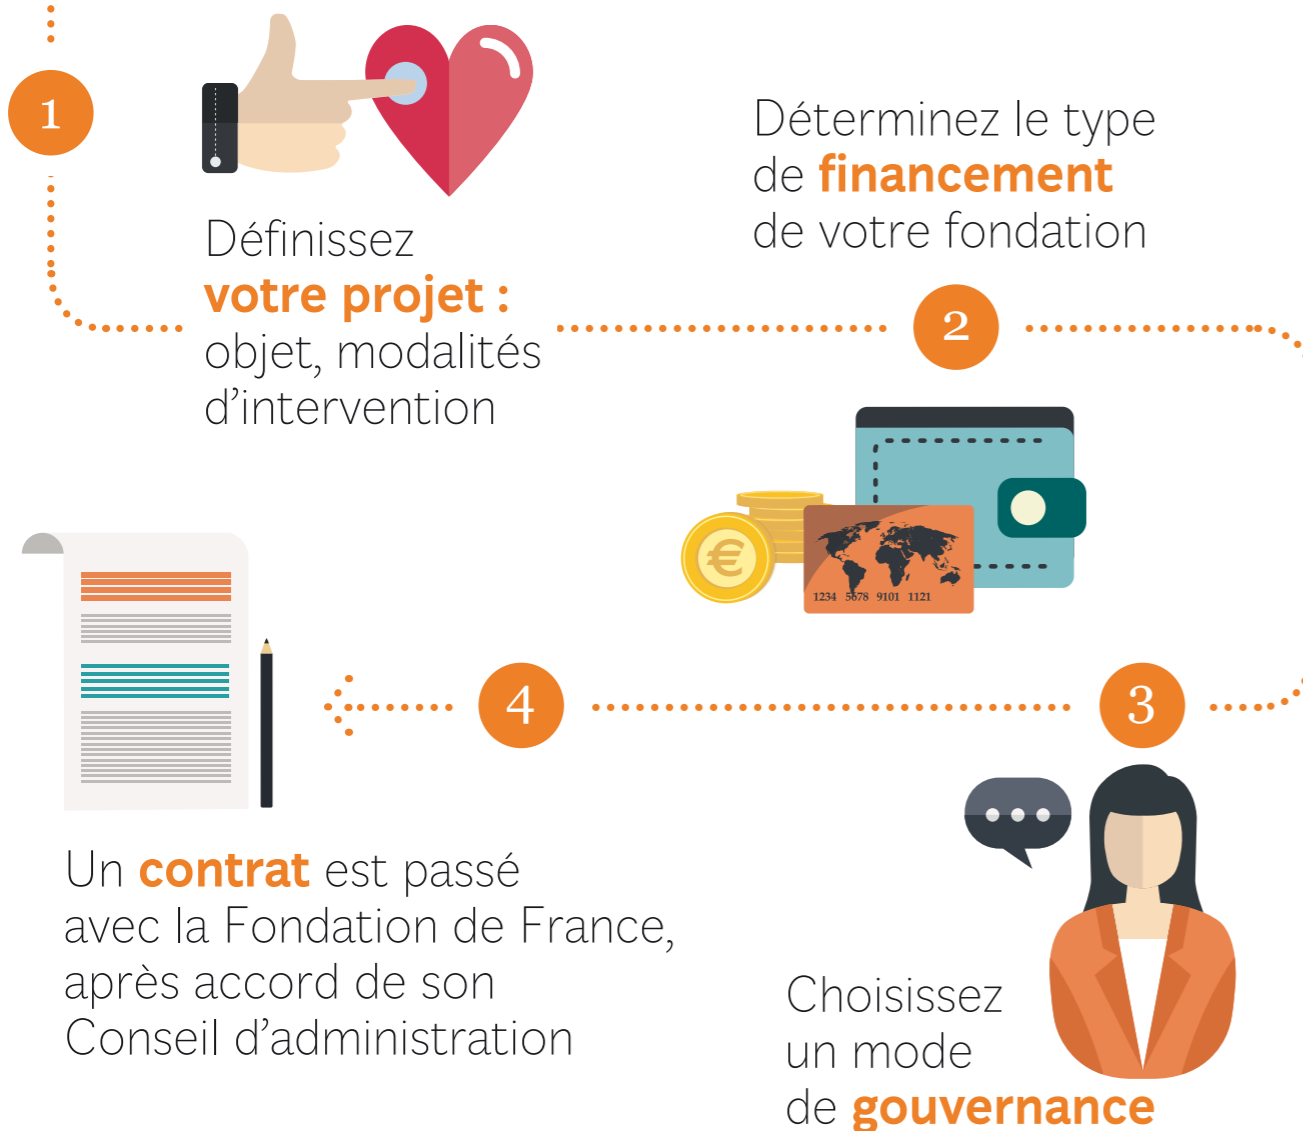 1
Définissez
votre projet :
objet, modalités
d’intervention
Déterminez le type
de financement
de votre fondation
2
€
1234 5678 9101 1121
3
Choisissez
un mode
de gouvernance
4
Un contrat est passé
avec la Fondation de France,
après accord de son
Conseil d’administration